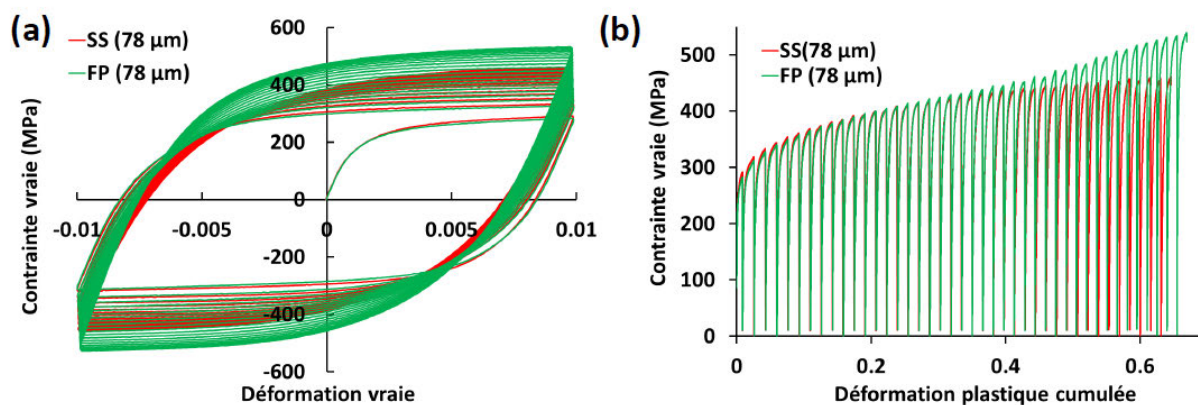 (a)
SS (78 µm)
FP (78 µm)
Contrainte vraie (MPa)
600
400
200
0
-200
-400
-600
-0.01
-0.005
0
0.005
0.01
Déformation vraie
(b)
SS(78 µm)
FP (78 µm)
Contrainte vraie (MPa)
500
400
300
200
100
0
0
0.2
0.4
0.6
Déformation plastique cumulée